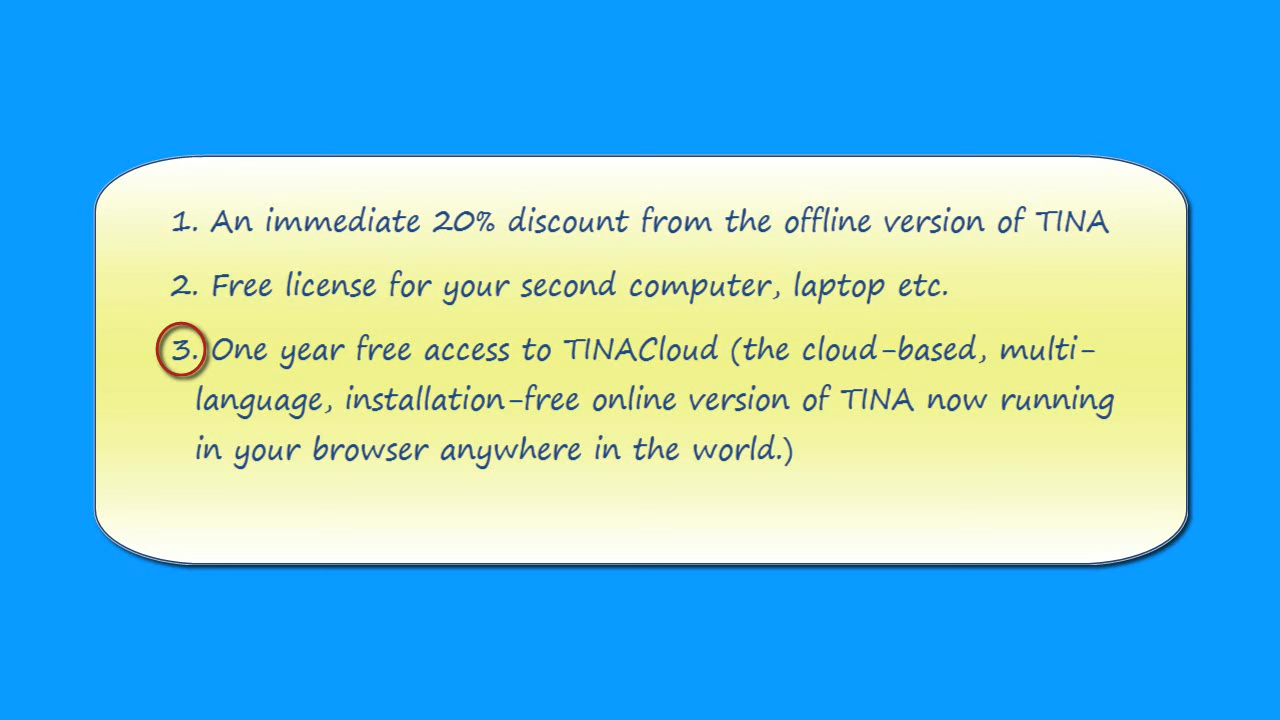 1. An immediate 20% discount from the offline version of TINA
2. Free license for your second computer, laptop etc.
3. One year free access to TINACloud (the cloud-based, multi-
language, installation-free online version of TINA now running
in your browser anywhere in the world.)